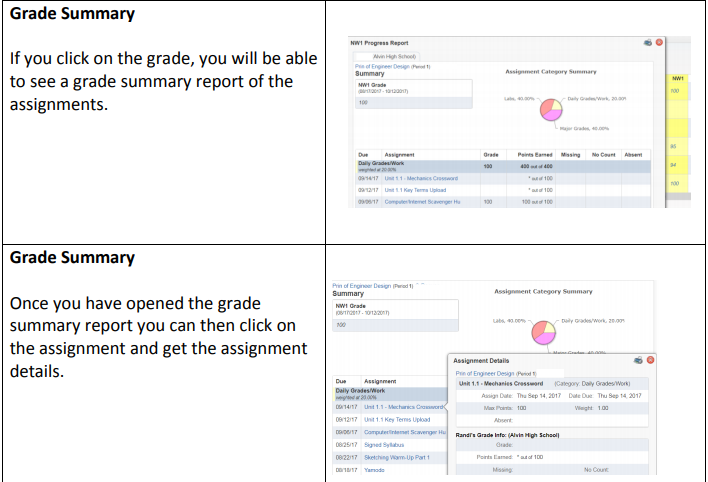 Grade Summary
If you click on the grade, you will be able
to see a grade summary report of the
assignments.
NW1 Progress Report
Alvin High School)
Prin of Engineer Design (Period 1)
Summary
NW1 Grade
(08/17/2017 - 10/12/2017)
100
Assignment Category Summary
Labs, 40.00%
Daily Grades/Work, 20.00%
Major Grades, 40.00%
Due Assignment Grade Points Earned Missing No Count Absent
Daily Grades/Work 100 400 out of 400
weighted at 20.00%
09/14/17 Unit 1.1 - Mechanics Crossword * out of 100
09/12/17 Unit 1.1 Key Terms Upload * out of 100
09/06/17 Computer/Internet Scavenger Hu 100 100 out of 100
NW1
100
95
94
100
Grade Summary
Once you have opened the grade
summary report you can then click on
the assignment and get the assignment
details.
Prin of Engineer Design (Period 1)
Summary
NW1 Grade
(08/17/2017 - 10/12/2017)
100
Assignment Category Summary
Labs, 40.00%
Daily Grades/Work, 20.00%
Major Grades, 40.00%
Due Assignment
Daily Grades/Work
weighted at 20.00%
09/14/17 Unit 1.1 - Mechanics Crossword
09/12/17 Unit 1.1 Key Terms Upload
09/06/17 Computer/Internet Scavenger Hu
08/25/17 Signed Syllabus
08/22/17 Sketching Warm-Up Part 1
08/18/17 Yamodo
Assignment Details
Prin of Engineer Design (Period 1)
Unit 1.1 - Mechanics Crossword (Category: Daily Grades/Work)
Assign Date: Thu Sep 14, 2017 Date Due: Thu Sep 14, 2017
Max Points: 100 Weight: 1.00
Absent:
Randi's Grade Info: (Alvin High School)
Grade:
Points Earned: * out of 100
Missing: No Count: